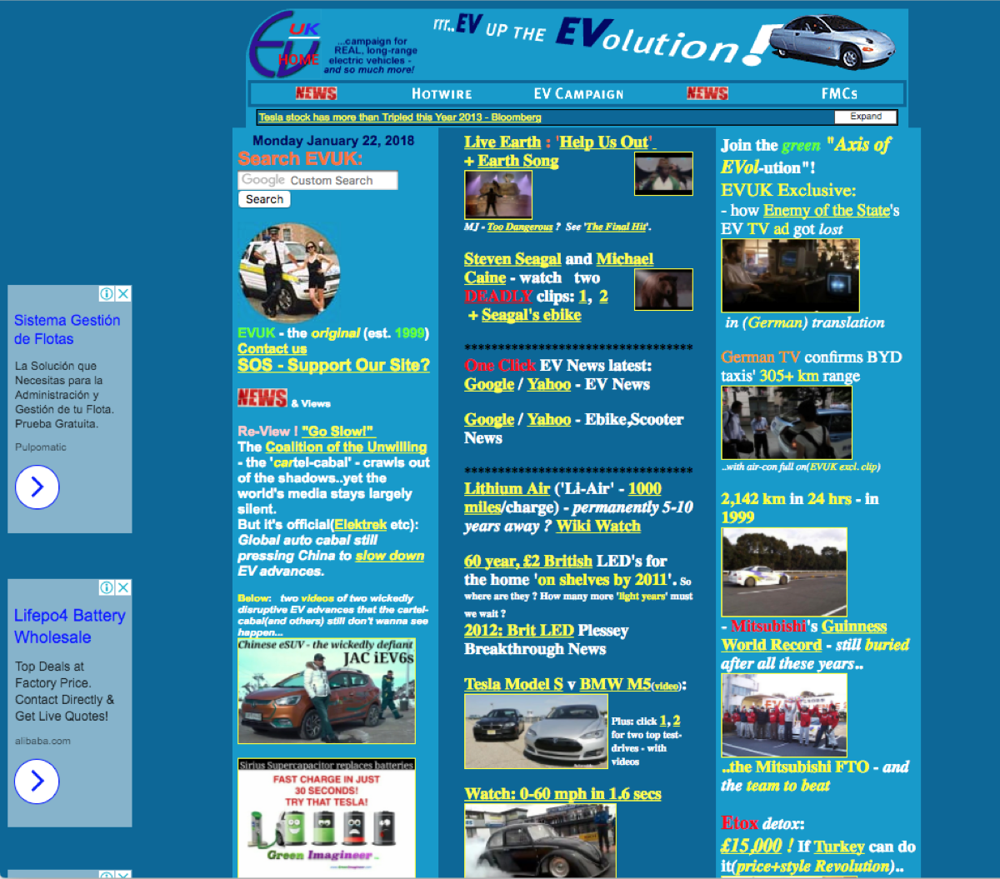 UK
HOME
...campaign for
REAL, long-range
electric vehicles -
and so much more!
rrr..EV UP THE EVolution!
NEWS
HOTWIRE
EV CAMPAIGN
NEWS
FMCs
Tesla stock has more than Tripled this Year 2013 - Bloomberg
Expand
Monday January 22, 2018
Search EVUK:
Google Custom Search
Search
EVUK - the original (est. 1999)
Contact us
SOS - Support Our Site?
NEWS & Views
Re-View ! "Go Slow!"
The Coalition of the Unwilling
- the 'cartel-cabal' - crawls out
of the shadows..yet the
world's media stays largely
silent.
But it's official(Elektrek etc):
Global auto cabal still
pressing China to slow down
EV advances.
Below: two videos of two wickedly
disruptive EV advances that the cartel-
cabal(and others) still don't wanna see
happen...
Chinese eSUV - the wickedly defiant
JAC iEV6s
Sirius Supercapacitor replaces batteries
FAST CHARGE IN JUST
30 SECONDS!
TRY THAT TESLA!
Green Imagineer ..
Live Earth : 'Help Us Out'
+ Earth Song
MJ - Too Dangerous ? See 'The Final Hit'.
Steven Seagal and Michael
Caine - watch two
DEADLY clips: 1, 2
+ Seagal's ebike
**********************************
One Click EV News latest:
Google / Yahoo - EV News
Google / Yahoo - Ebike,Scooter
News
**********************************
Lithium Air ('Li-Air' - 1000
miles/charge) - permanently 5-10
years away ? Wiki Watch
60 year, £2 British LED's for
the home 'on shelves by 2011'. So
where are they ? How many more 'light years' must
we wait ?
2012: Brit LED Plessey
Breakthrough News
Tesla Model S v BMW M5(video):
Plus: click 1, 2
for two top test-
drives - with
videos
Watch: 0-60 mph in 1.6 secs
Join the green "Axis of
EVol-ution"!
EVUK Exclusive:
- how Enemy of the State's
EV TV ad got lost
in (German) translation
German TV confirms BYD
taxis' 305+ km range
..with air-con full on(EVUK excl. clip)
2,142 km in 24 hrs - in
1999
- Mitsubishi's Guinness
World Record - still buried
after all these years..
..the Mitsubishi FTO - and
the team to beat
Etox detox:
£15,000 ! If Turkey can do
it(price+style Revolution)..
Sistema Gestión
de Flotas
La Solución que
Necesitas para la
Administración y
Gestión de tu Flota.
Prueba Gratuita.
Pulpomatic
Lifepo4 Battery
Wholesale
Top Deals at
Factory Price.
Contact Directly &
Get Live Quotes!
alibaba.com